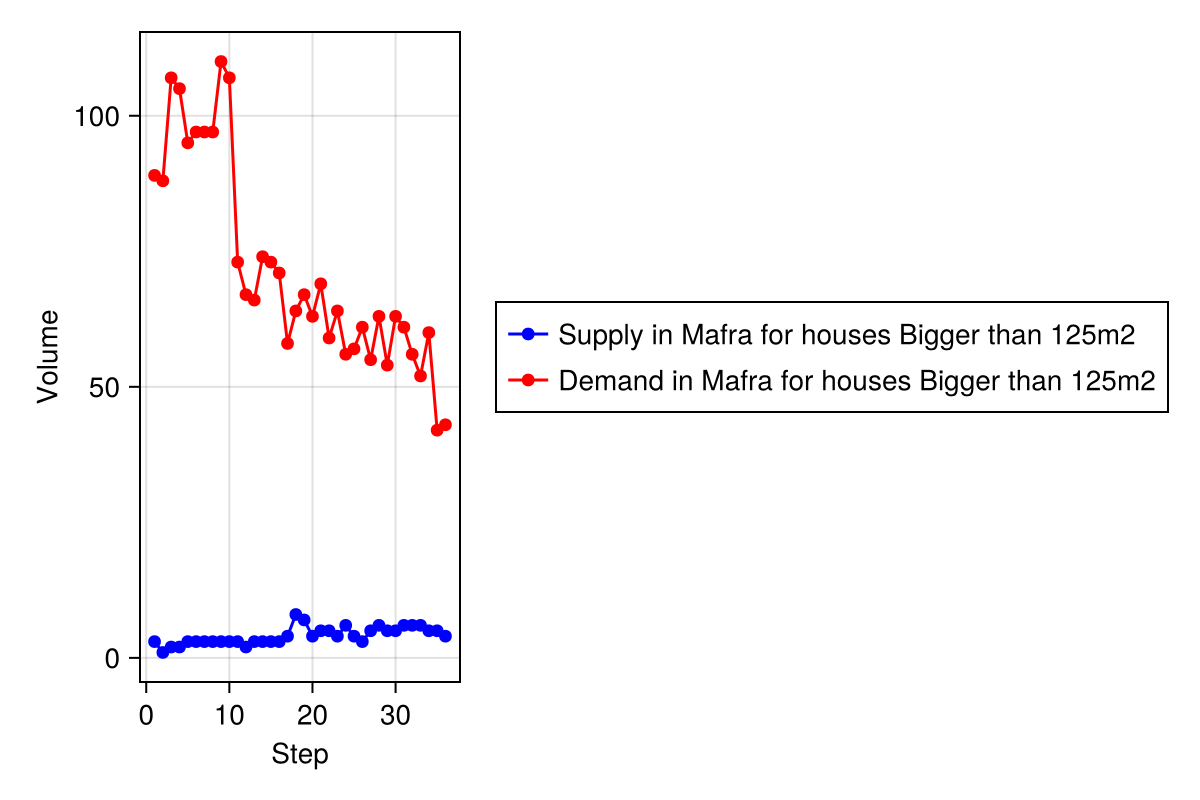 100
50
0
Volume
0 10 20 30
Step
Supply in Mafra for houses Bigger than 125m2
Demand in Mafra for houses Bigger than 125m2